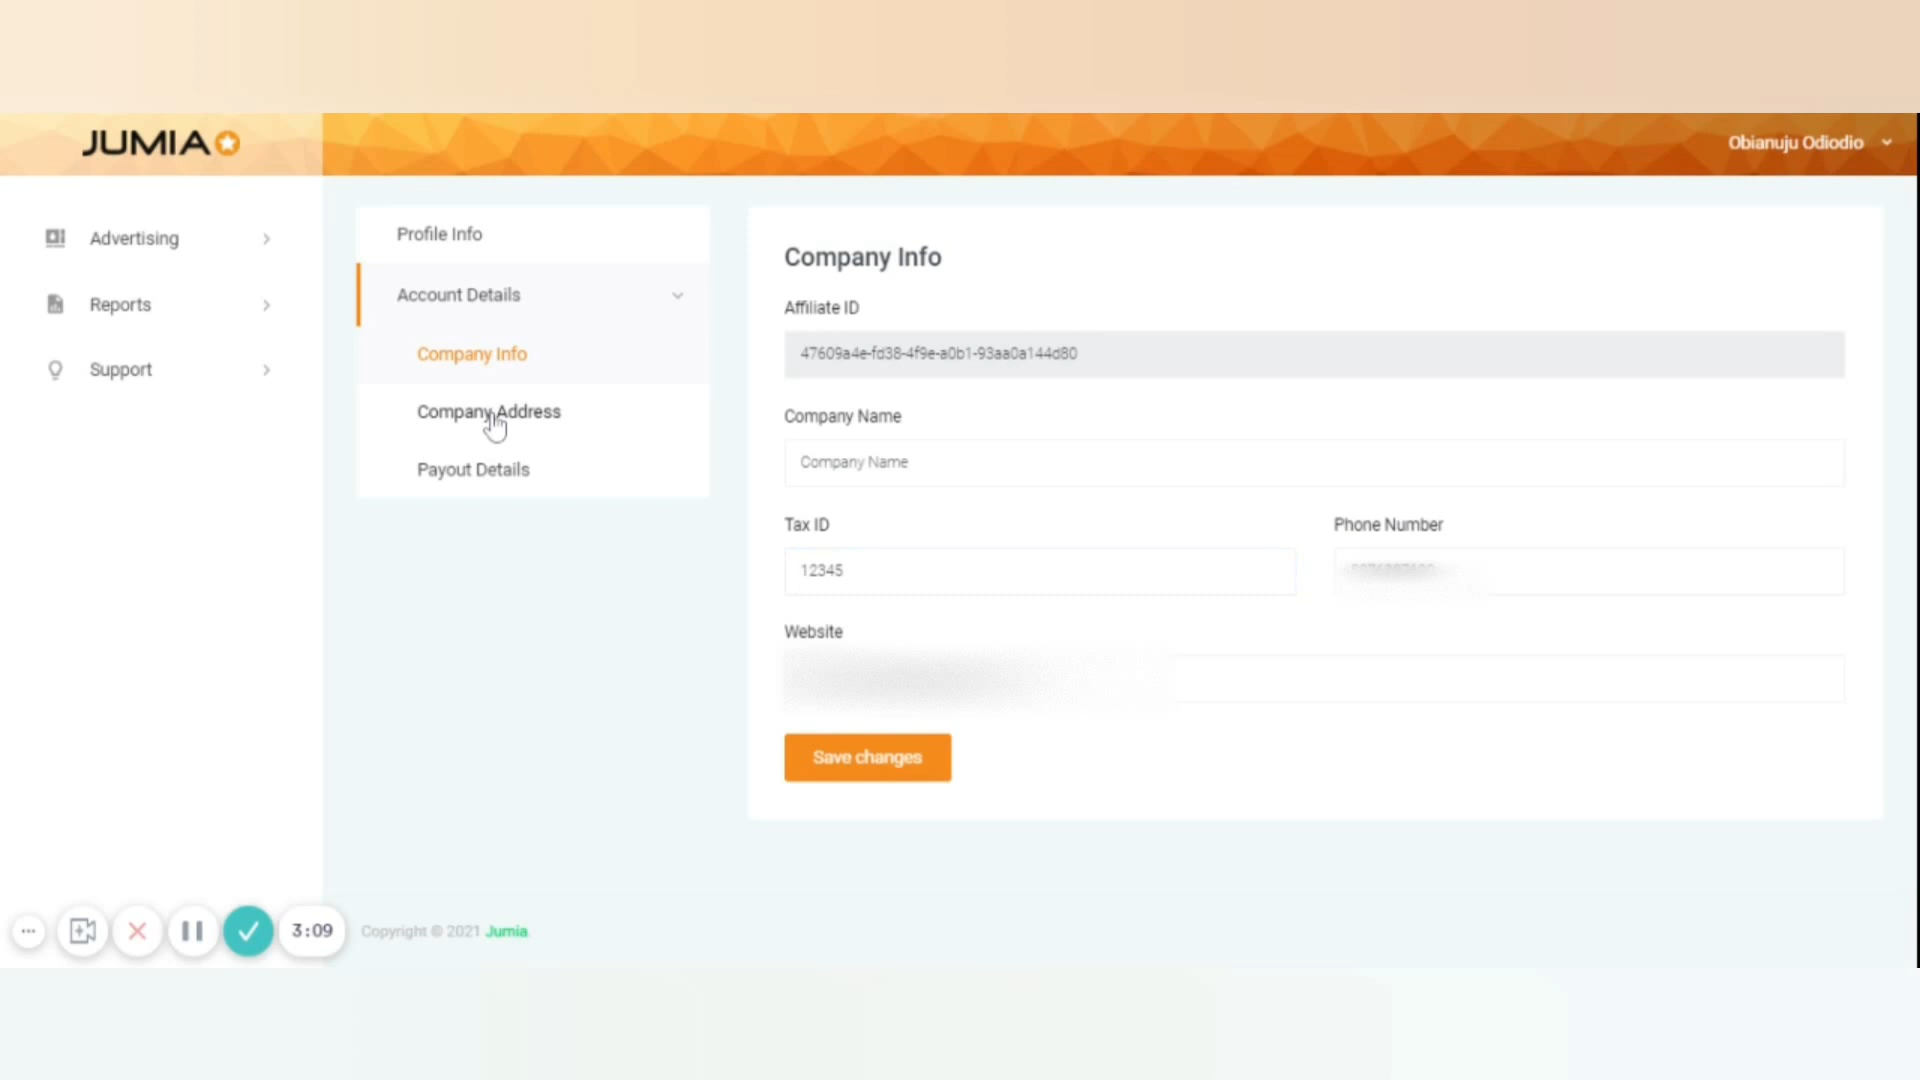 JUMIA
Obianuju Odiodio
Advertising
Reports
Support
Profile Info
Account Details
Company Info
Company Address
Payout Details
Company Info
Affiliate ID
47609a4e-fd38-4f9e-a0b1-93aa0a144d80
Company Name
Company Name
Tax ID
Phone Number
12345
Website
Save changes
3:09
Copyright © 2021 Jumia